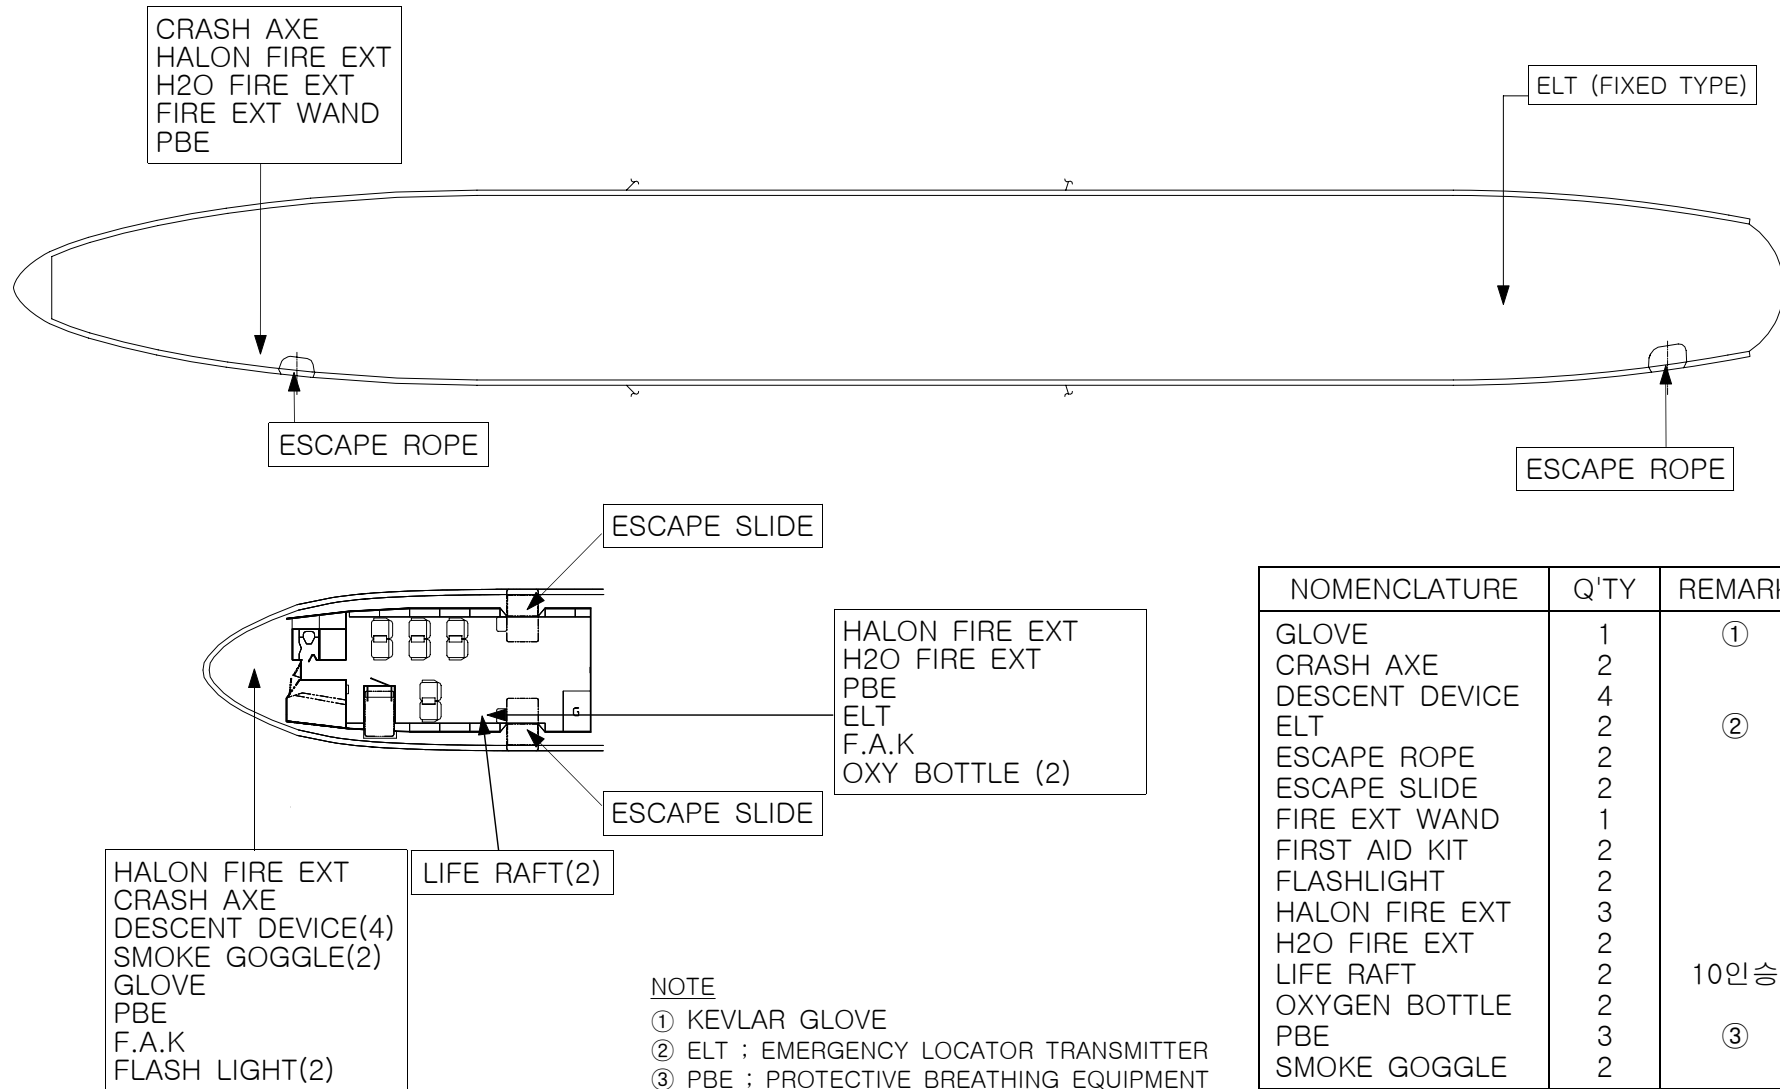 CRASH AXE
HALON FIRE EXT
H2O FIRE EXT
FIRE EXT WAND
PBE
ELT (FIXED TYPE)
ESCAPE ROPE
ESCAPE ROPE
ESCAPE SLIDE
HALON FIRE EXT
H2O FIRE EXT
PBE
ELT
F.A.K
OXY BOTTLE (2)
G
ESCAPE SLIDE
LIFE RAFT(2)
HALON FIRE EXT
CRASH AXE
DESCENT DEVICE(4)
SMOKE GOGGLE(2)
GLOVE
PBE
F.A.K
FLASH LIGHT(2)
NOTE
① KEVLAR GLOVE
② ELT ; EMERGENCY LOCATOR TRANSMITTER
③ PBE ; PROTECTIVE BREATHING EQUIPMENT
NOMENCLATURE Q'TY REMARK
GLOVE 1 ①
CRASH AXE 2
DESCENT DEVICE 4
ELT 2 ②
ESCAPE ROPE 2
ESCAPE SLIDE 2
FIRE EXT WAND 1
FIRST AID KIT 2
FLASHLIGHT 2
HALON FIRE EXT 3
H2O FIRE EXT 2
LIFE RAFT 2 10인승
OXYGEN BOTTLE 2
PBE 3 ③
SMOKE GOGGLE 2